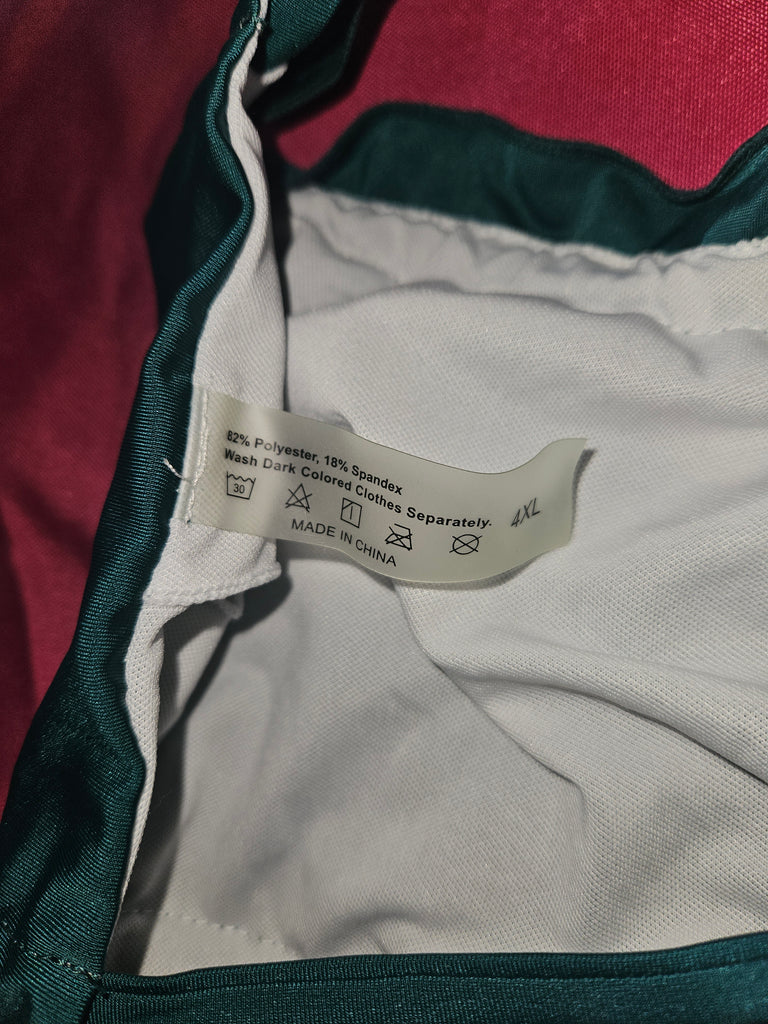 82% Polyester, 18% Spandex
Wash Dark Colored Clothes Separately.
30
MADE IN CHINA
4XL